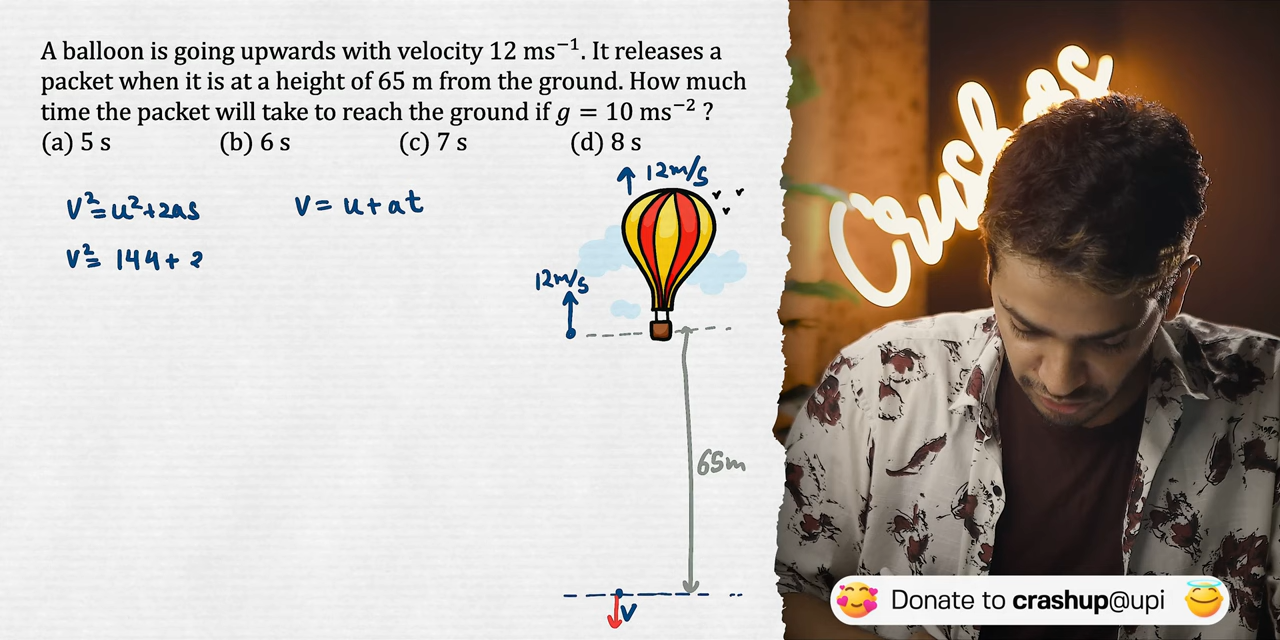 A balloon is going upwards with velocity 12 ms⁻¹. It releases a
packet when it is at a height of 65 m from the ground. How much
time the packet will take to reach the ground if g = 10 ms⁻² ?
(a) 5 s (b) 6 s (c) 7 s (d) 8 s
12m/s
v²=u²+2as v = u+at
v²= 144+2
12m/s
65m
v
Donate to crashup@upi